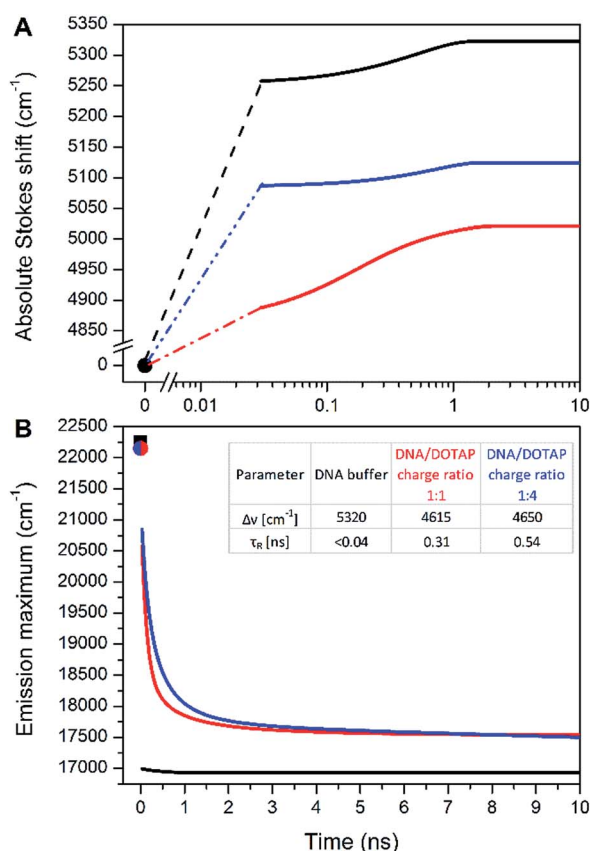 A
Absolute Stokes shift (cm⁻¹)
5350
5300
5250
5200
5150
5100
5050
5000
4950
4900
4850
0
0 0.01 0.1 1 10
B
Emission maximum (cm⁻¹)
22500
22000
21500
21000
20500
20000
19500
19000
18500
18000
17500
17000
Parameter DNA buffer DNA/DOTAP charge ratio 1:1 DNA/DOTAP charge ratio 1:4
Δν [cm⁻¹] 5320 4615 4650
τR [ns] <0.04 0.31 0.54
0 1 2 3 4 5 6 7 8 9 10
Time (ns)